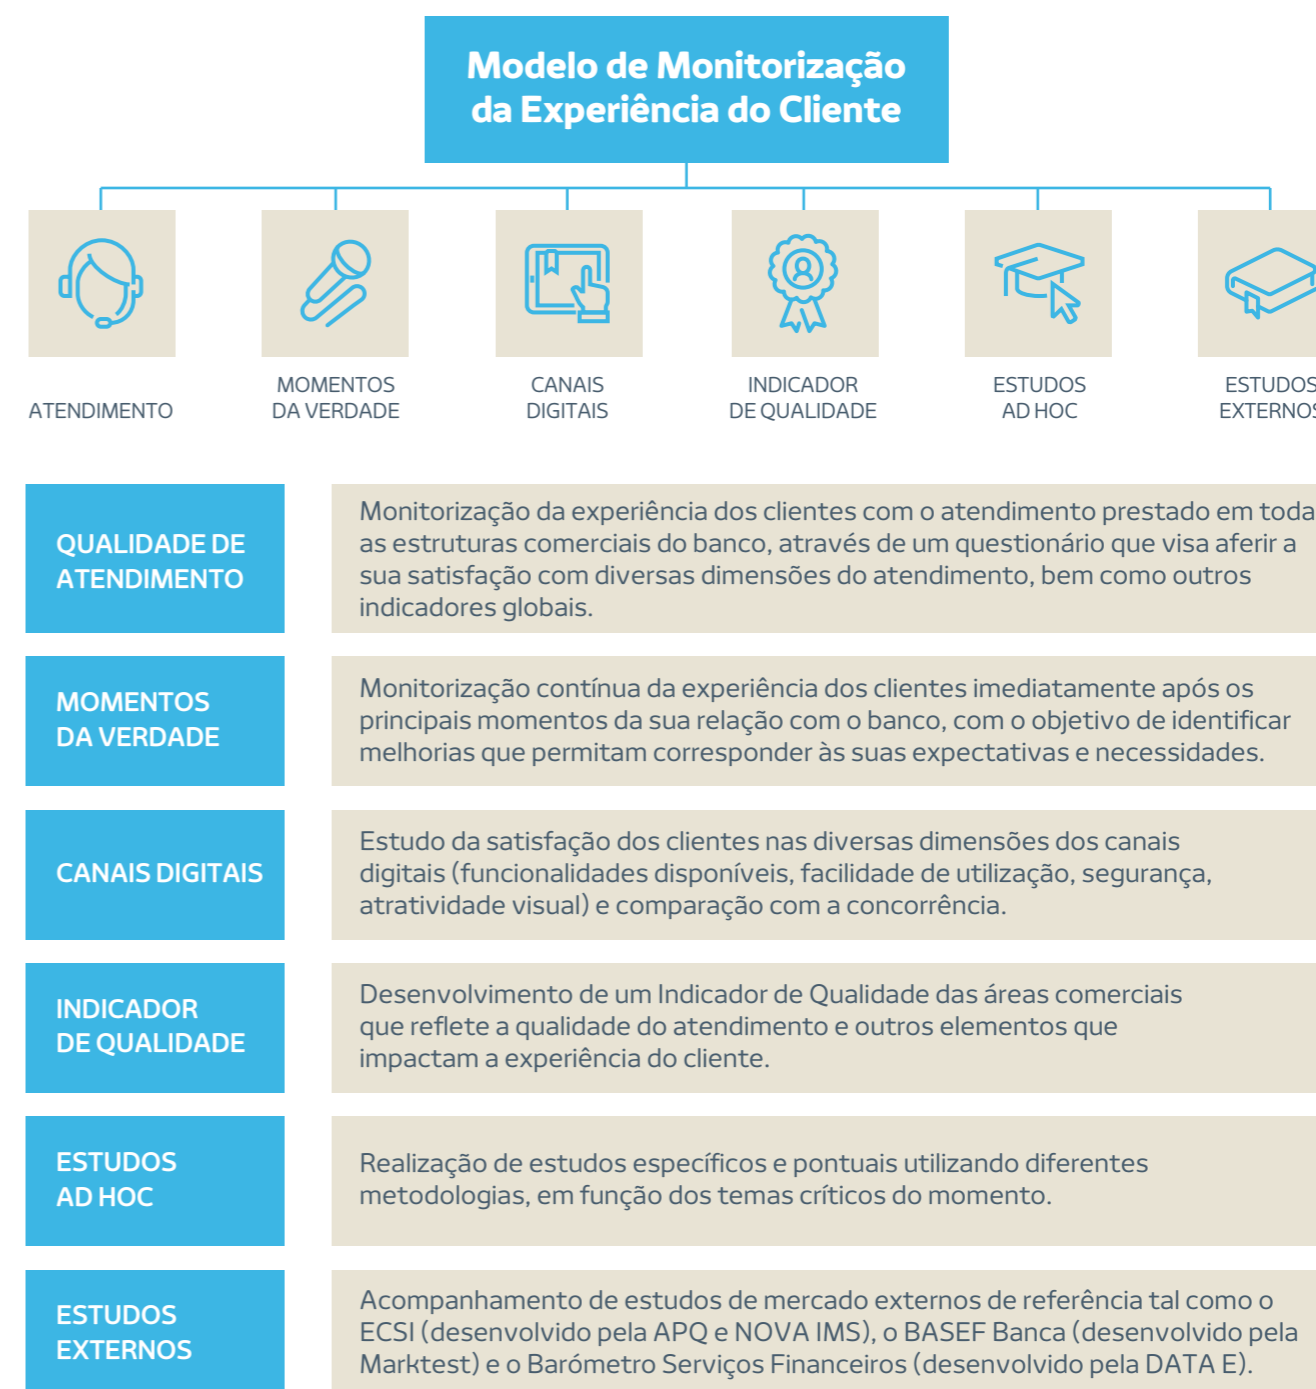 Modelo de Monitorização
da Experiência do Cliente
ATENDIMENTO
MOMENTOS
DA VERDADE
CANAIS
DIGITAIS
INDICADOR
DE QUALIDADE
ESTUDOS
AD HOC
ESTUDOS
EXTERNOS
QUALIDADE DE
ATENDIMENTO
Monitorização da experiência dos clientes com o atendimento prestado em toda
as estruturas comerciais do banco, através de um questionário que visa aferir a
sua satisfação com diversas dimensões do atendimento, bem como outros
indicadores globais.
MOMENTOS
DA VERDADE
Monitorização contínua da experiência dos clientes imediatamente após os
principais momentos da sua relação com o banco, com o objetivo de identificar
melhorias que permitam corresponder às suas expectativas e necessidades.
CANAIS DIGITAIS
Estudo da satisfação dos clientes nas diversas dimensões dos canais
digitais (funcionalidades disponíveis, facilidade de utilização, segurança,
atratividade visual) e comparação com a concorrência.
INDICADOR
DE QUALIDADE
Desenvolvimento de um Indicador de Qualidade das áreas comerciais
que reflete a qualidade do atendimento e outros elementos que
impactam a experiência do cliente.
ESTUDOS
AD HOC
Realização de estudos específicos e pontuais utilizando diferentes
metodologias, em função dos temas críticos do momento.
ESTUDOS
EXTERNOS
Acompanhamento de estudos de mercado externos de referência tal como o
ECSI (desenvolvido pela APQ e NOVA IMS), o BASEF Banca (desenvolvido pela
Marktest) e o Barómetro Serviços Financeiros (desenvolvido pela DATA E).